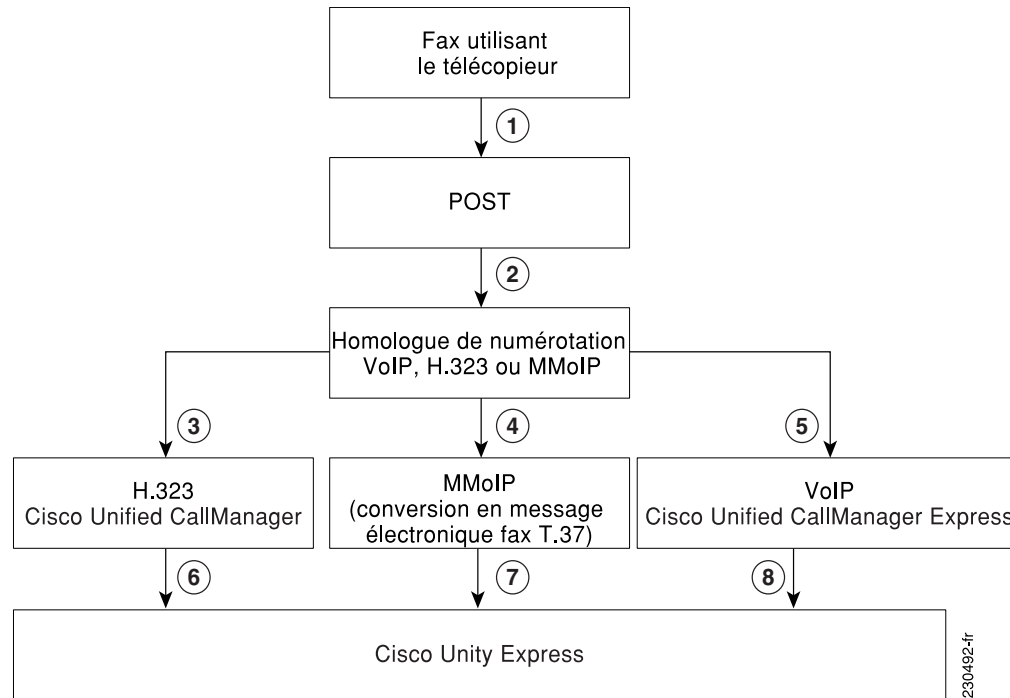 Fax utilisant
le télécopieur
1
POST
2
Homologue de numérotation
VoIP, H.323 ou MMoIP
3
4
5
H.323
Cisco Unified CallManager
MMoIP
(conversion en message
électronique fax T.37)
VoIP
Cisco Unified CallManager Express
6
7
8
Cisco Unity Express
230492-fr